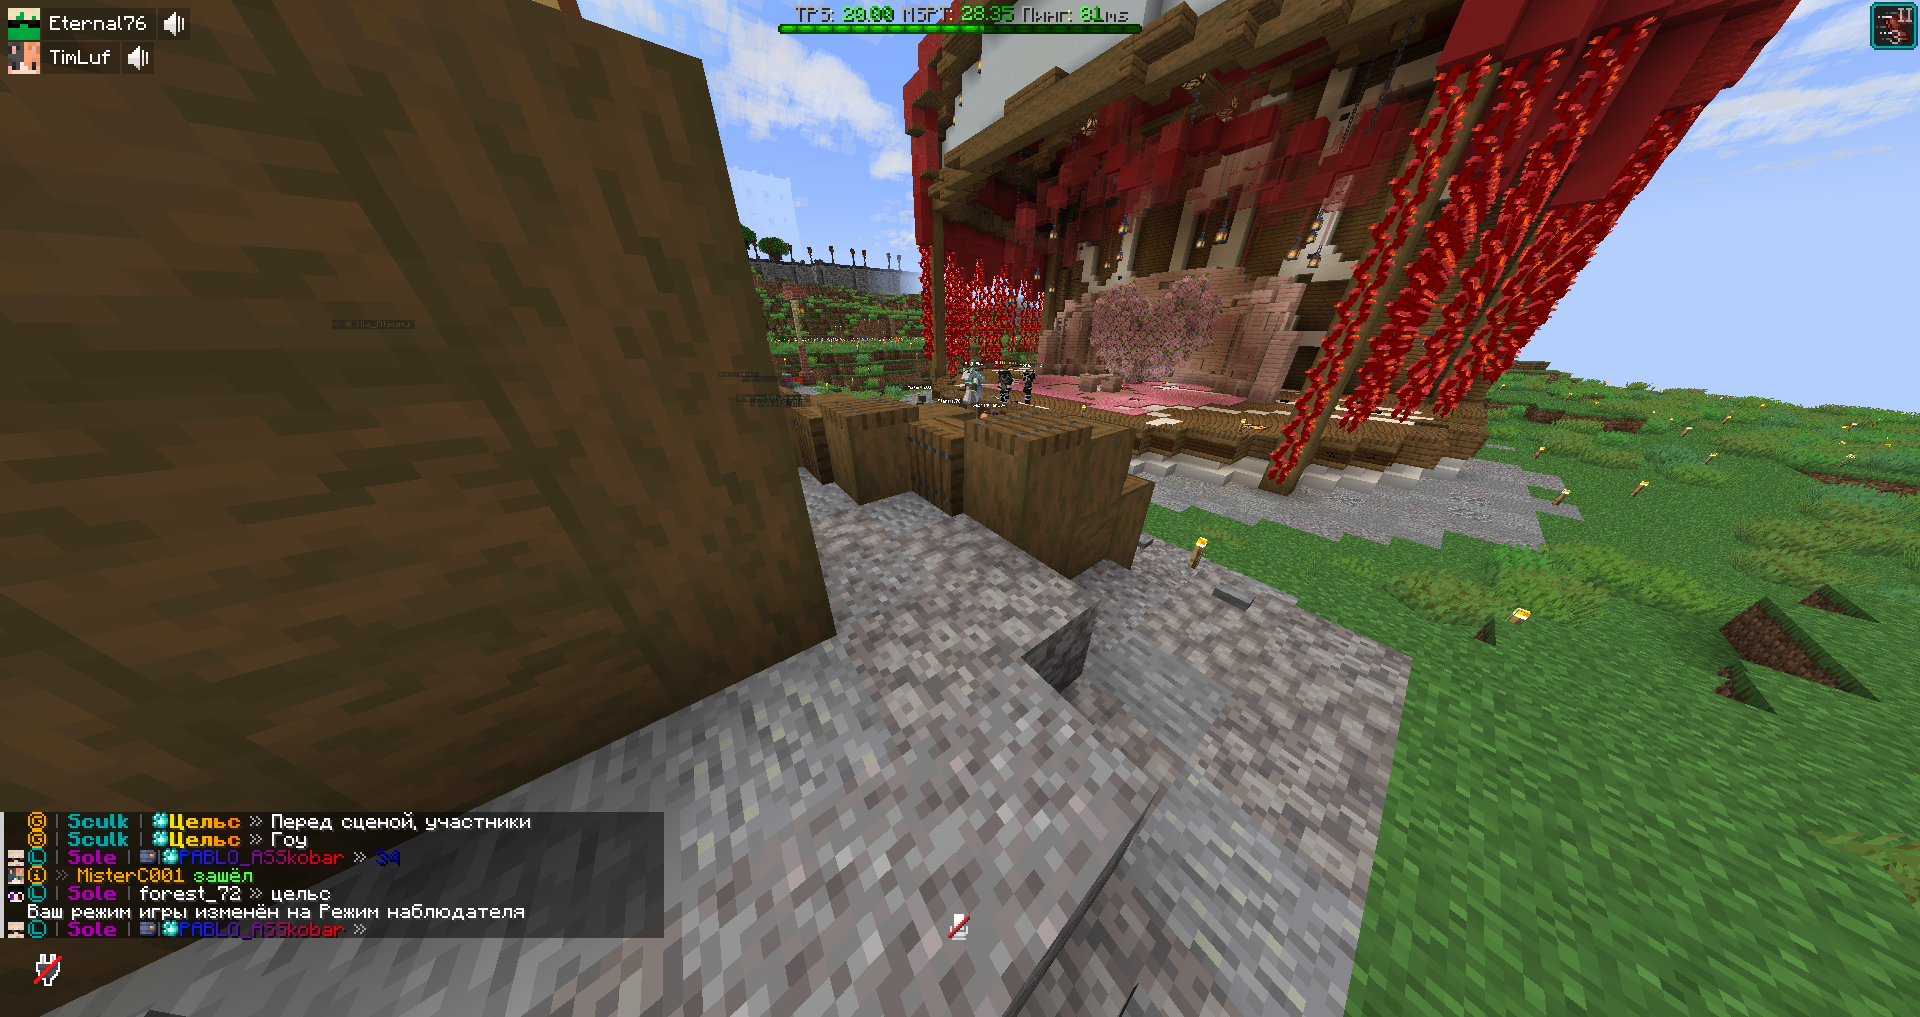 Eternal76
TimLuf
TPS: 20.00 MSPT: 28.35 Пинг: 81ms
G | Sculk | Цельс » Перед сценой, участники
G | Sculk | Цельс » Гоу
L | Sole | PABLO_ASSkobar » 34
i » MisterC001 зашёл
L | Sole | forest_72 » цельс
Ваш режим игры изменён на Режим наблюдателя
L | Sole | PABLO_ASSkobar »